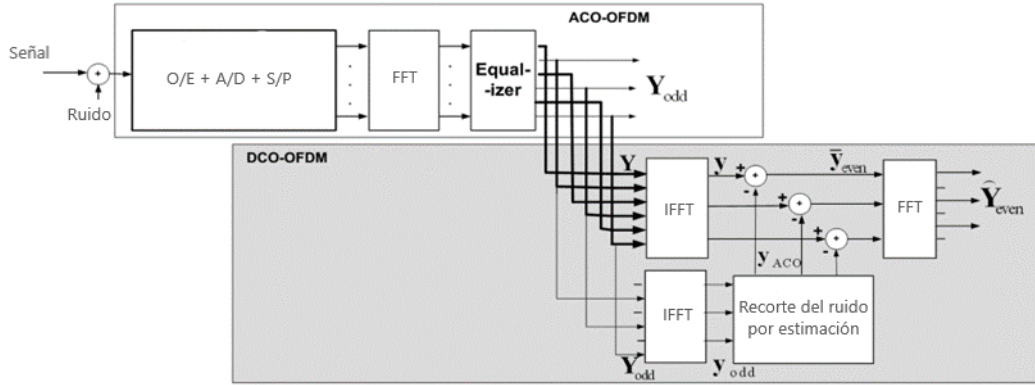 ACO-OFDM
Señal
+
Ruido
O/E + A/D + S/P
FFT
Equal-
-izer
Y odd
DCO-OFDM
Y
IFFT
y
+
-
+
y̅ even
+
-
+
+
-
+
FFT
Ŷ even
y ACO
IFFT
Recorte del ruido
por estimación
Y odd
y odd